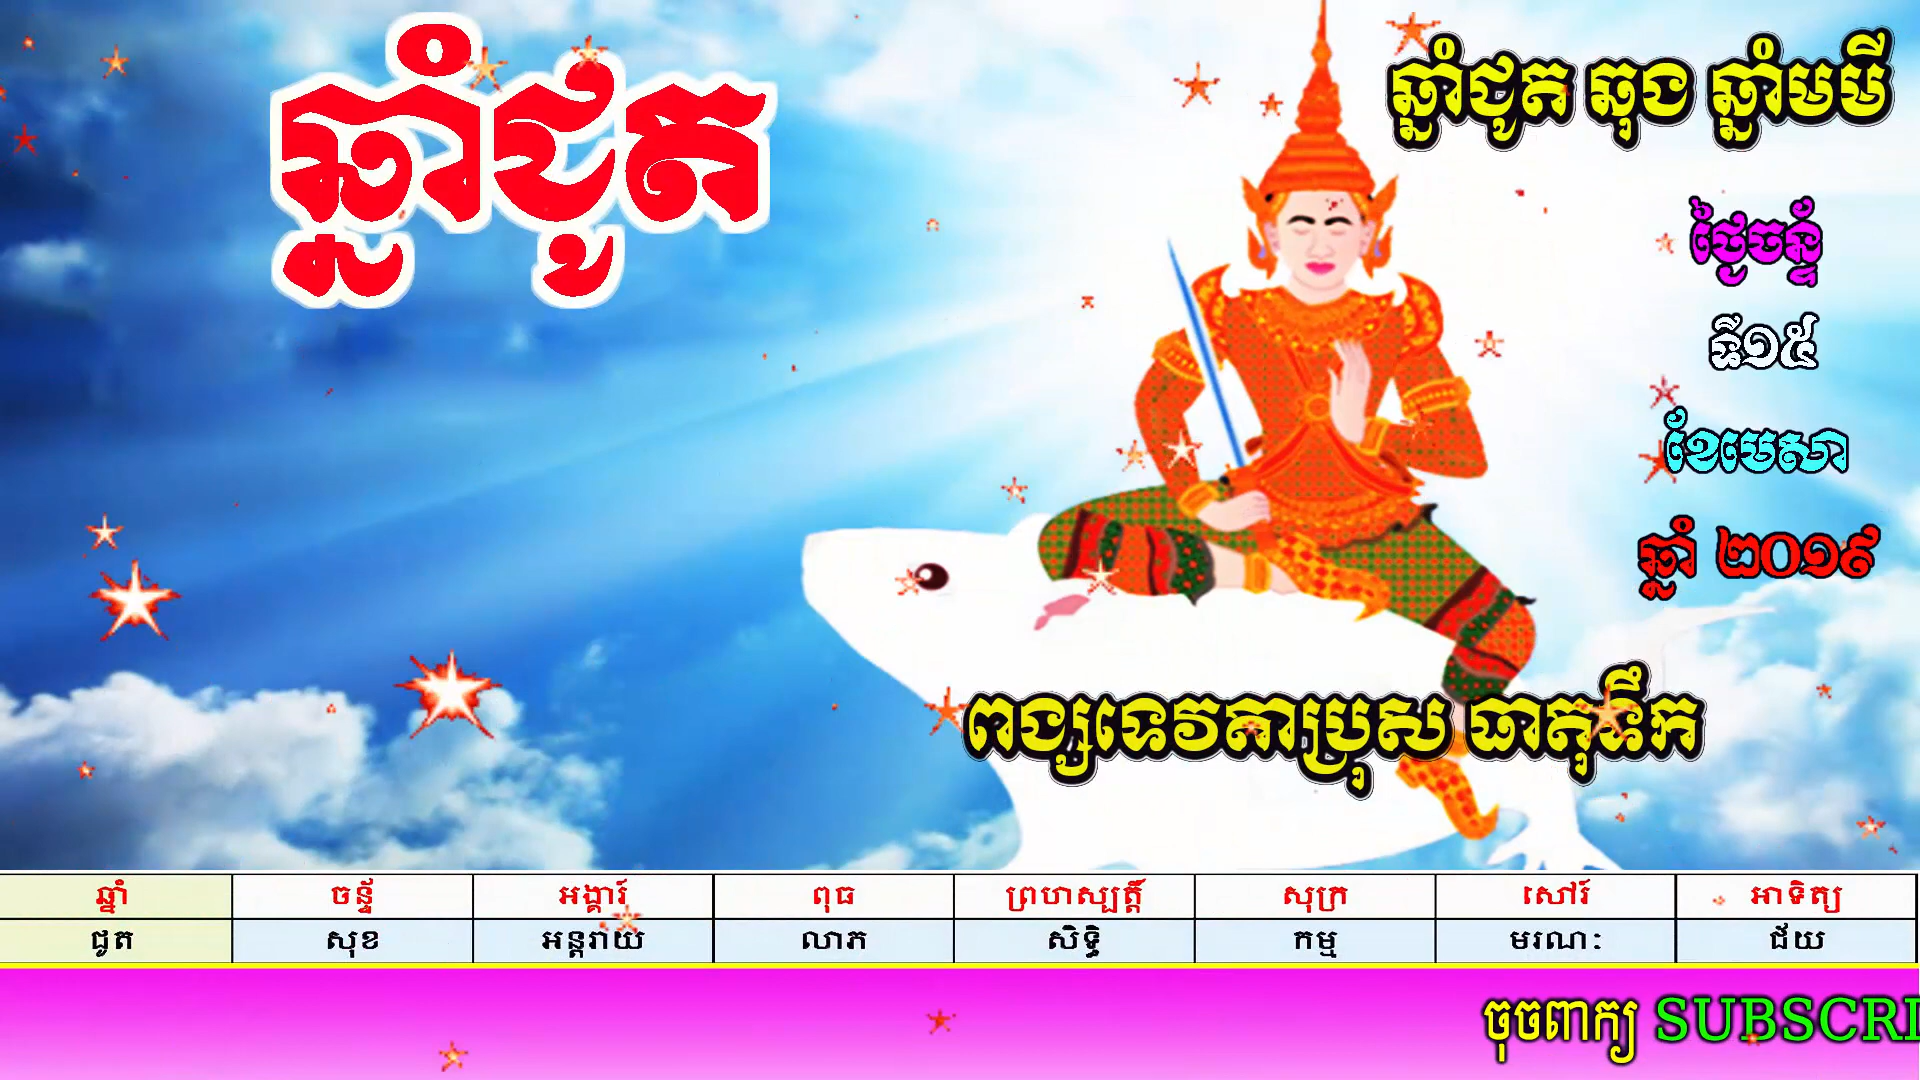 ឆ្នាំជូត
ឆ្នាំជូត ឆុង ឆ្នាំមមី
ថ្ងៃចន្ទ័
ទី១៥
ខែមេសា
ឆ្នាំ ២០១៩
ពង្សទេវតាប្រុស ធាតុទឹក
ឆ្នាំ ចន្ទ័ អង្គារ៍ ពុធ ព្រហស្បត្តិ៍ សុក្រ សៅរ៍ អាទិត្យ
ជូត សុខ អន្តរាយ លាភ សិទ្ធិ កម្ម មរណៈ ជ័យ
ចុចពាក្យ SUBSCRI